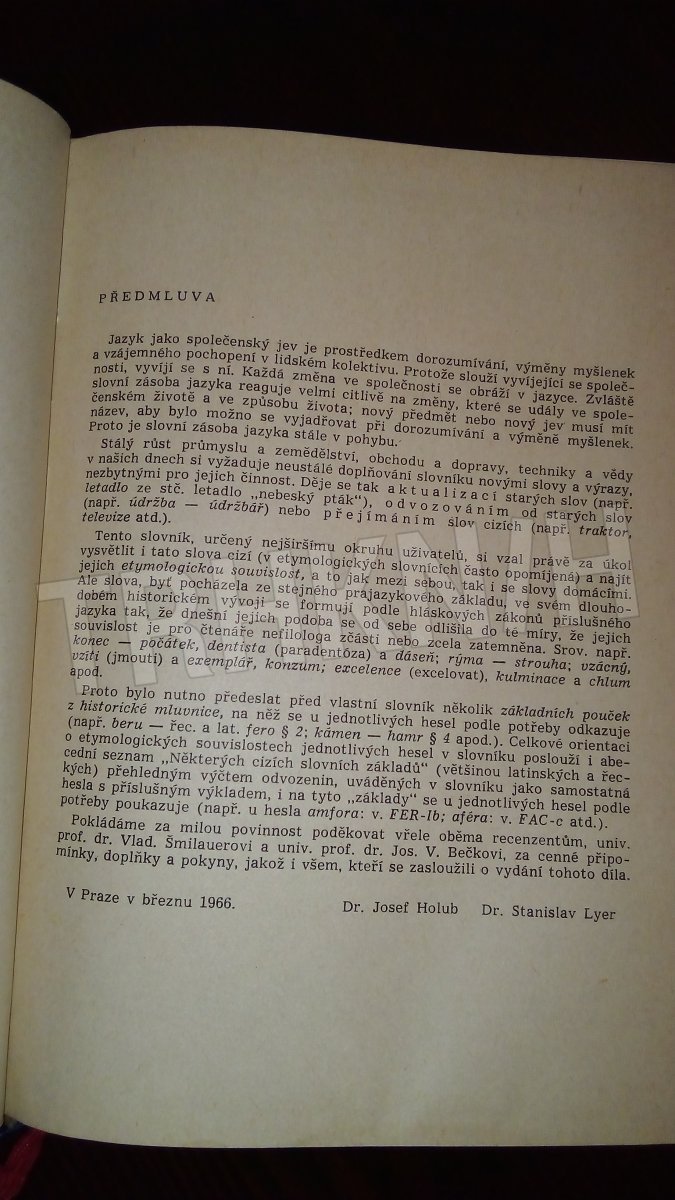 PŘEDMLUVA
Jazyk jako společenský jev je prostředkem dorozumívání, výměny myšlenek
a vzájemného pochopení v lidském kolektivu. Protože slouží vyvíjející se společ-
nosti, vyvíjí se s ní. Každá změna ve společnosti se obráží v jazyce. Zvláště
slovní zásoba jazyka reaguje velmi citlivě na změny, které se udály ve spole-
čenském životě a ve způsobu života; nový předmět nebo nový jev musí mít
název, aby bylo možno se vyjadřovat při dorozumívání a výměně myšlenek.
Proto je slovní zásoba jazyka stále v pohybu.
Stálý růst průmyslu a zemědělství, obchodu a dopravy, techniky a vědy
v našich dnech si vyžaduje neustálé doplňování slovníku novými slovy a výrazy,
nezbytnými pro jejich činnost. Děje se tak aktualizací starých slov (např.
letadlo ze stč. letadlo „nebeský pták"), odvozováním od starých slov
(např. údržba — údržbář) nebo přejímáním slov cizích (např. traktor,
televize atd.).
Tento slovník, určený nejširšímu okruhu uživatelů, si vzal právě za úkol
vysvětlit i tato slova cizí (v etymologických slovnících často opomíjená) a najít
jejich etymologickou souvislost, a to jak mezi sebou, tak i se slovy domácími.
Ale slova, byť pocházela ze stejného prajazykového základu, ve svém dlouho-
dobém historickém vývoji se formují podle hláskových zákonů příslušného
jazyka tak, že dnešní jejich podoba se od sebe odlišila do té míry, že jejich
souvislost je pro čtenáře nefilologa zčásti nebo zcela zatemněna. Srov. např.
konec — počátek, dentista (paradentóza) a dáseň; rýma — strouha; vzácný,
vzíti (jmouti) a exemplář, konzum; excelence (excelovat), kulminace a chlum
apod.
Proto bylo nutno předeslat před vlastní slovník několik základních pouček
z historické mluvnice, na něž se u jednotlivých hesel podle potřeby odkazuje
(např. beru — řec. a lat. fero § 2; kámen — hamr § 4 apod.). Celkové orientaci
o etymologických souvislostech jednotlivých hesel v slovníku poslouží i abe-
cední seznam „Některých cizích slovních základů" (většinou latinských a řec-
kých) přehledným výčtem odvozenin, uváděných v slovníku jako samostatná
hesla s příslušným výkladem, i na tyto „základy" se u jednotlivých hesel podle
potřeby poukazuje (např. u hesla amfora: v. FER-Ib; aféra: v. FAC-c atd.).
Pokládáme za milou povinnost poděkovat vřele oběma recenzentům, univ.
prof. dr. Vlad. Šmilauerovi a univ. prof. dr. Jos. V. Bečkovi, za cenné připo-
mínky, doplňky a pokyny, jakož i všem, kteří se zasloužili o vydání tohoto díla.
V Praze v březnu 1966. Dr. Josef Holub Dr. Stanislav Lyer